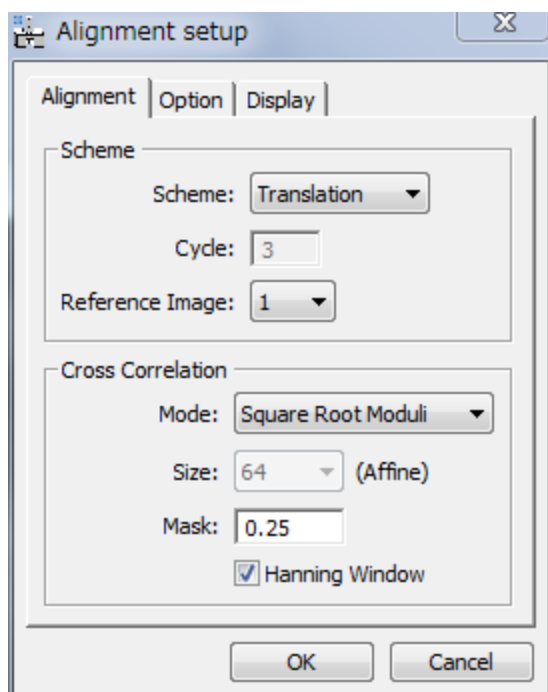 Alignment setup
Alignment Option Display
Scheme
Scheme: Translation
Cycle: 3
Reference Image: 1
Cross Correlation
Mode: Square Root Moduli
Size: 64 (Affine)
Mask: 0.25
Hanning Window
OK Cancel